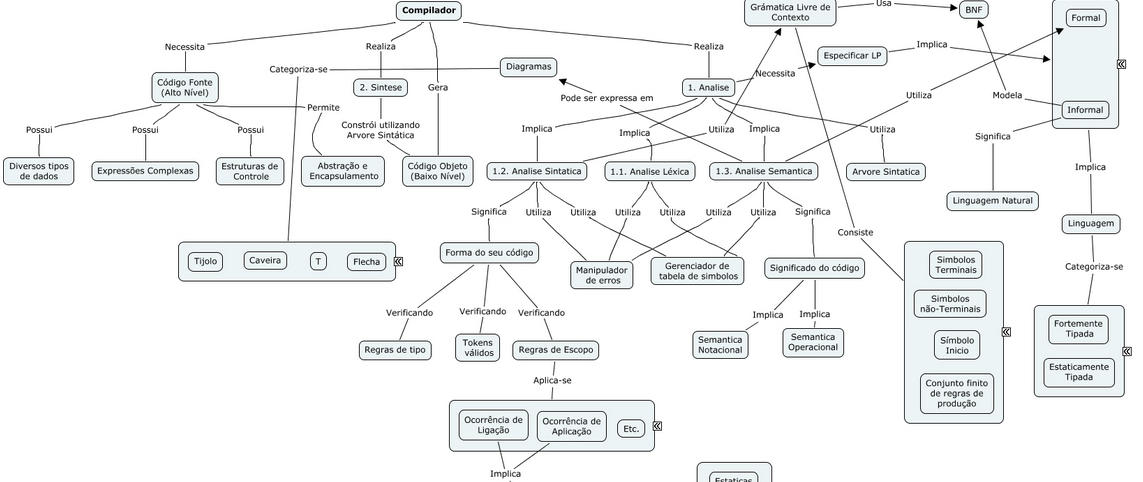 Compilador
Gramática Livre de
Contexto
Usa
BNF
Formal
Necessita
Realiza
Realiza
Especificar LP
Implica
Categoriza-se
Diagramas
Necessita
Código Fonte
(Alto Nível)
2. Sintese
Gera
1. Analise
Pode ser expressa em
Utiliza
Modela
Informal
Permite
Possui
Possui
Possui
Constrói utilizando
Arvore Sintática
Implica
Implica
Utiliza
Implica
Utiliza
Significa
Implica
Diversos tipos
de dados
Expressões Complexas
Estruturas de
Controle
Abstração e
Encapsulamento
Código Objeto
(Baixo Nível)
1.2. Analise Sintatica
1.1. Analise Léxica
1.3. Analise Semantica
Arvore Sintatica
Linguagem Natural
Significa
Utiliza
Utiliza
Utiliza
Utiliza
Utiliza
Utiliza
Significa
Linguagem
Consiste
Tijolo
Caveira
T
Flecha
Forma do seu código
Manipulador
de erros
Gerenciador de
tabela de simbolos
Significado do código
Simbolos
Terminais
Categoriza-se
Simbolos
não-Terminais
Verificando
Verificando
Verificando
Implica
Implica
Fortemente
Tipada
Regras de tipo
Tokens
válidos
Regras de Escopo
Semantica
Notacional
Semantica
Operacional
Símbolo
Inicio
Estaticamente
Tipada
Aplica-se
Conjunto finito
de regras de
produção
Ocorrência de
Ligação
Ocorrência de
Aplicação
Etc.
Implica
Estaticas